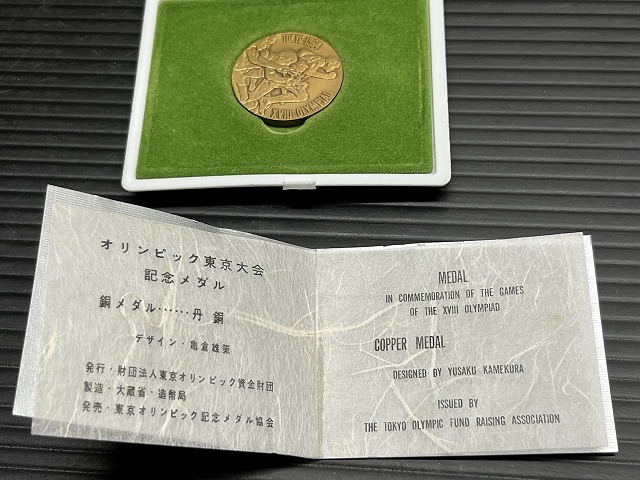 TOKYO 1964
XVIII OLYMPIAD
オリンピック東京大会
記念メダル
銅メダル……丹銅
デザイン・亀倉雄策
発行・財団法人東京オリンピック資金財団
製造・大蔵省・造幣局
発売・東京オリンピック記念メダル協会
MEDAL
IN COMMEMORATION OF THE GAMES
OF THE XVIII OLYMPIAD
COPPER MEDAL
DESIGNED BY YUSAKU KAMEKURA
ISSUED BY
THE TOKYO OLYMPIC FUND RAISING ASSOCIATION